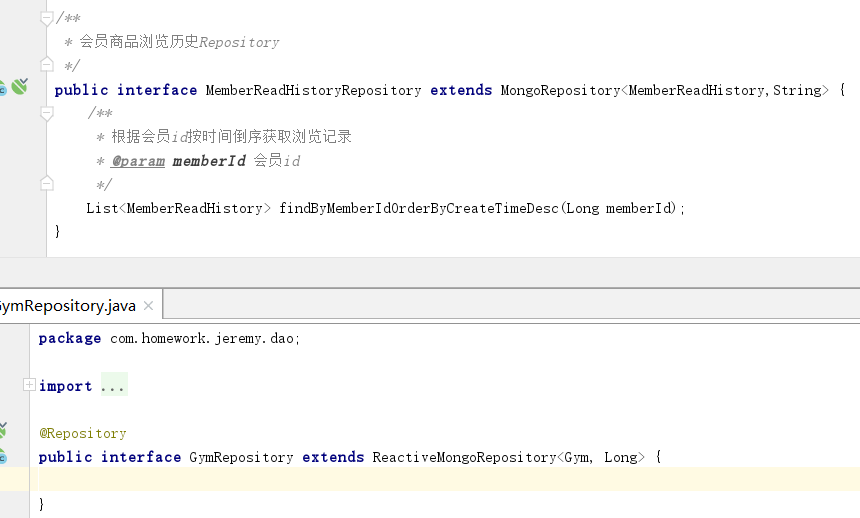 /**
 * 会员商品浏览历史Repository
 */
public interface MemberReadHistoryRepository extends MongoRepository<MemberReadHistory,String> {
    /**
     * 根据会员id按时间倒序获取浏览记录
     * @param memberId 会员id
     */
    List<MemberReadHistory> findByMemberIdOrderByCreateTimeDesc(Long memberId);
}
GymRepository.java
package com.homework.jeremy.dao;
import ...
@Repository
public interface GymRepository extends ReactiveMongoRepository<Gym, Long> {
}